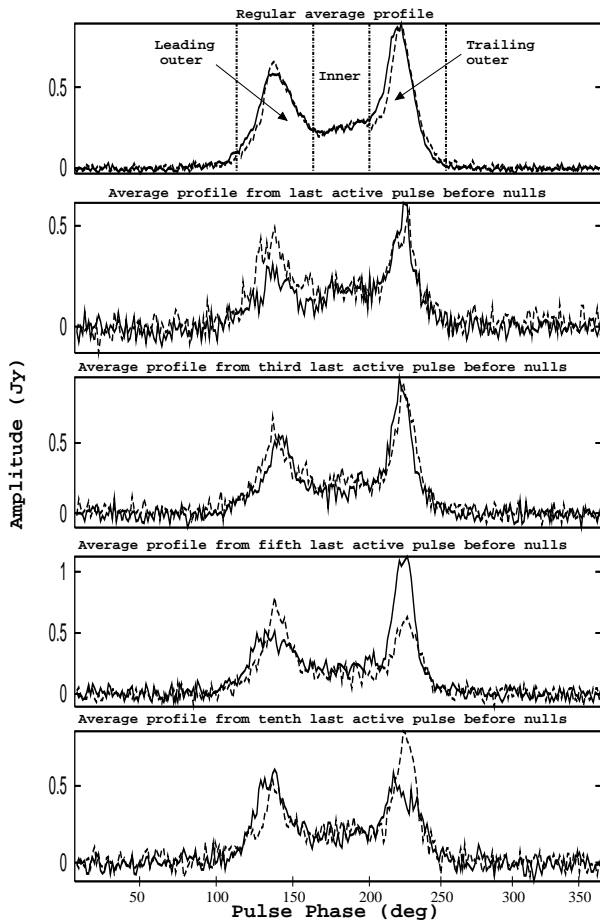 Regular average profile
Leading
outer
Inner
Trailing
outer
0.5
0
Average profile from last active pulse before nulls
0.5
0
Average profile from third last active pulse before nulls
0.5
0
Average profile from fifth last active pulse before nulls
1
0.5
0
Average profile from tenth last active pulse before nulls
0.5
0
50 100 150 200 250 300 350
Pulse Phase (deg)
Amplitude (Jy)